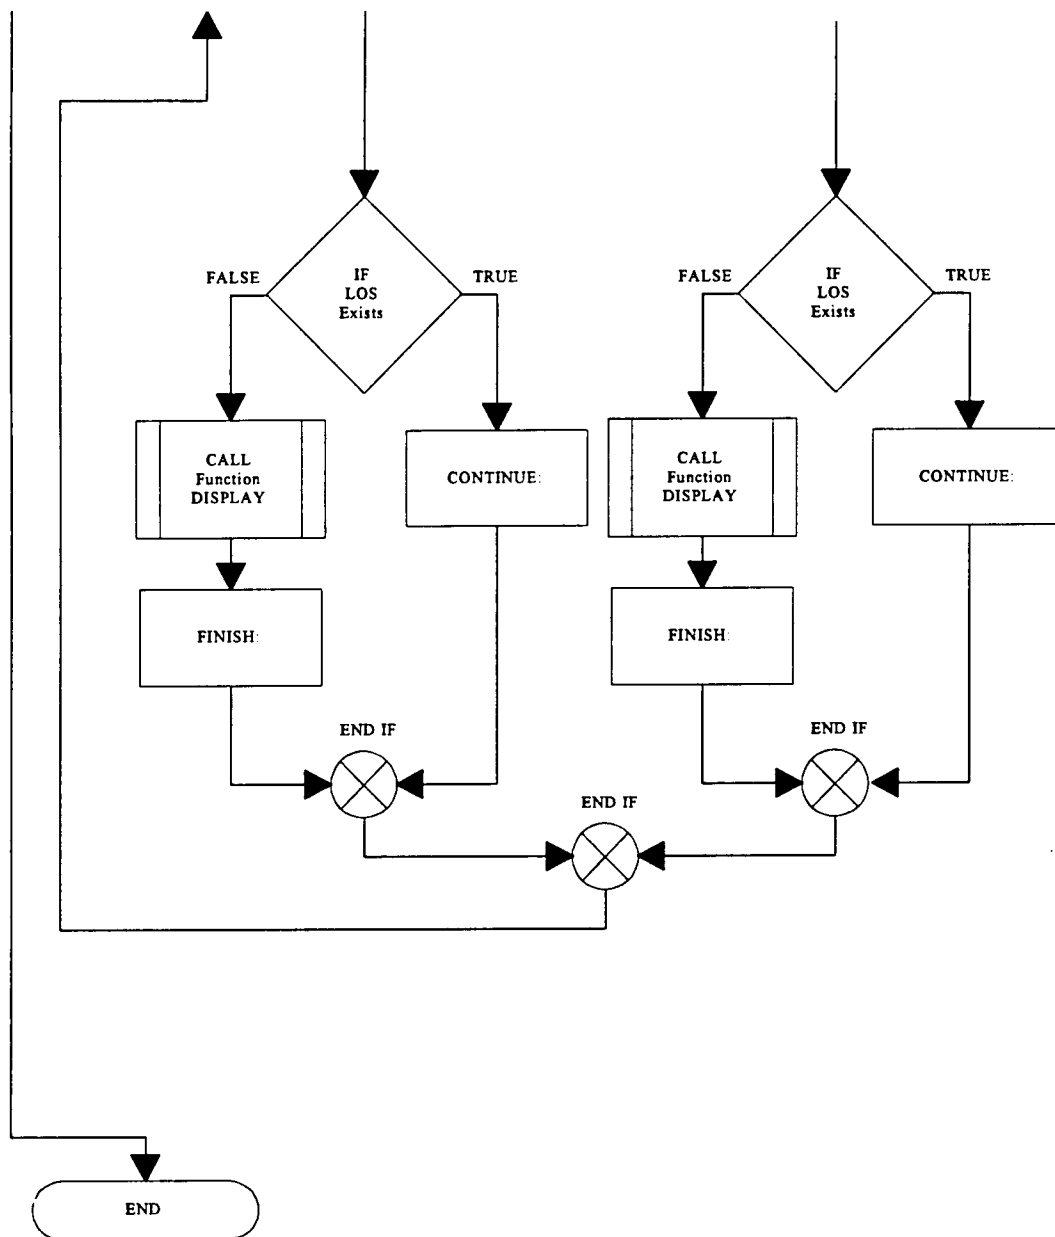 FALSE
IF
LOS
Exists
TRUE
FALSE
IF
LOS
Exists
TRUE
CALL
Function
DISPLAY
CONTINUE:
CALL
Function
DISPLAY
CONTINUE:
FINISH:
FINISH:
END IF
END IF
END IF
END